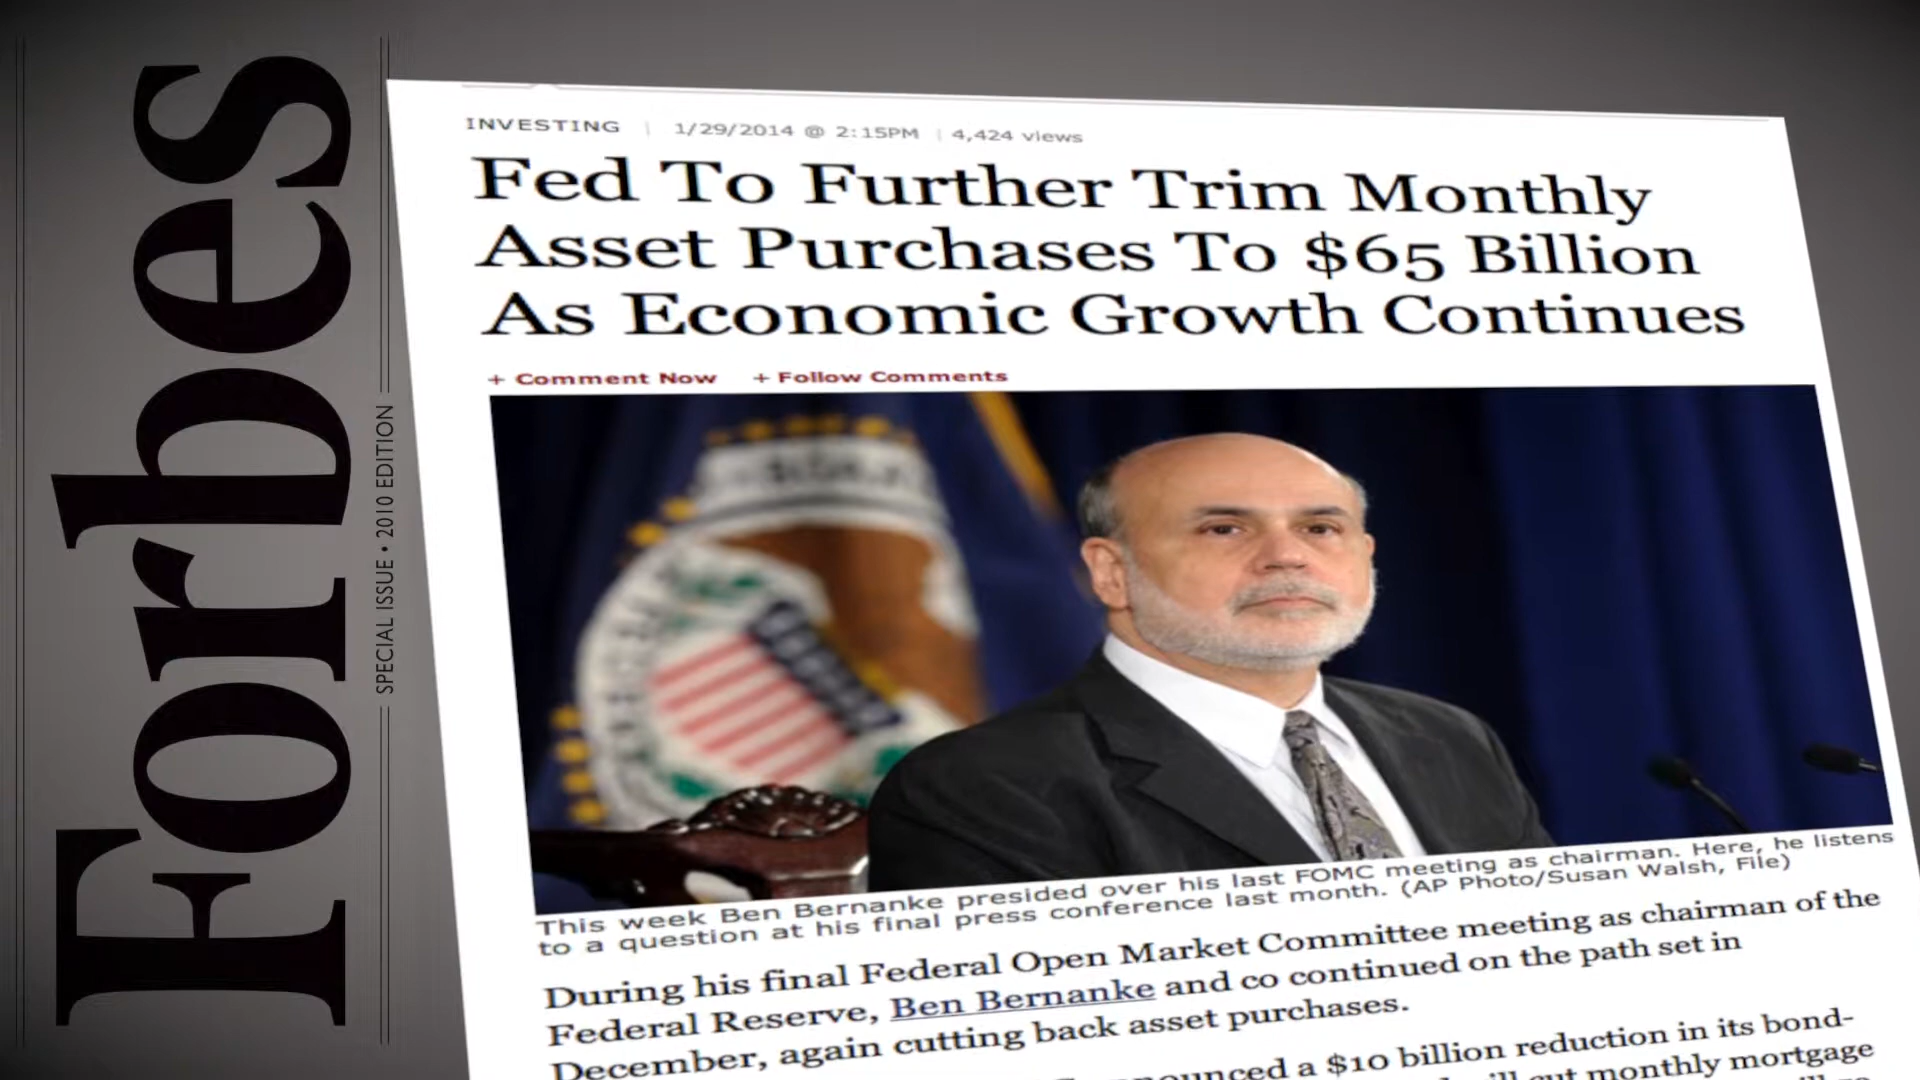 Forbes
SPECIAL ISSUE • 2010 EDITION
INVESTING | 1/29/2014 @ 2:15PM | 4,424 views
Fed To Further Trim Monthly
Asset Purchases To $65 Billion
As Economic Growth Continues
+ Comment Now + Follow Comments
This week Ben Bernanke presided over his last FOMC meeting as chairman. Here, he listens
to a question at his final press conference last month. (AP Photo/Susan Walsh, File)
During his final Federal Open Market Committee meeting as chairman of the
Federal Reserve, Ben Bernanke and co continued on the path set in
December, again cutting back asset purchases.
a $10 billion reduction in its bond-
cut monthly mortgage